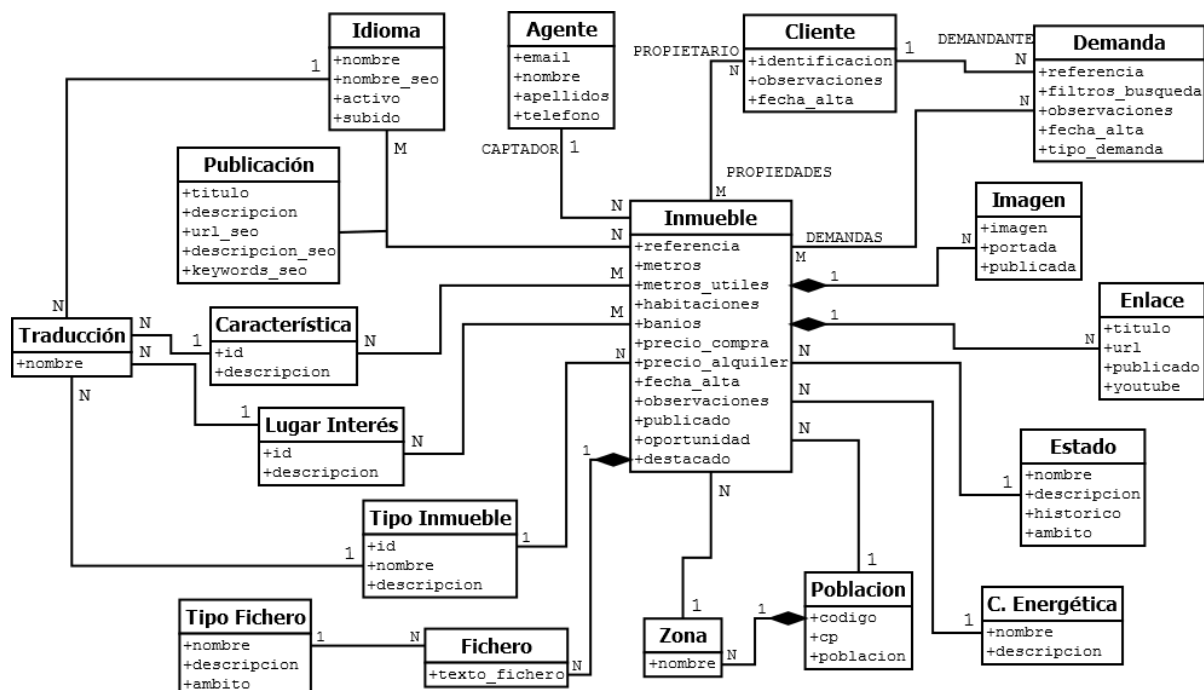 Idioma
+nombre
+nombre_seo
+activo
+subido
1
M
Agente
+email
+nombre
+apellidos
+telefono
CAPTADOR
1
N
PROPIETARIO
N
Cliente
+identificacion
+observaciones
+fecha_alta
1
DEMANDANTE
N
N
Demanda
+referencia
+filtros_busqueda
+observaciones
+fecha_alta
+tipo_demanda
Publicación
+titulo
+descripcion
+url_seo
+descripcion_seo
+keywords_seo
PROPIEDADES
M
Inmueble
+referencia
+metros
+metros_utiles
+habitaciones
+banios
+precio_compra
+precio_alquiler
+fecha_alta
+observaciones
+publicado
+oportunidad
+destacado
N
M
M
N
1
DEMANDAS
M
1
1
N
N
N
N
Imagen
+imagen
+portada
+publicada
N
Enlace
+titulo
+url
+publicado
+youtube
N
N
Traducción
+nombre
N
N
N
1
Característica
+id
+descripcion
N
1
Lugar Interés
+id
+descripcion
N
1
Tipo Inmueble
+id
+nombre
+descripcion
1
Estado
+nombre
+descripcion
+historico
+ambito
1
Tipo Fichero
+nombre
+descripcion
+ambito
1
N
Fichero
+texto_fichero
N
1
Zona
+nombre
N
1
1
Poblacion
+codigo
+cp
+poblacion
1
C. Energética
+nombre
+descripcion